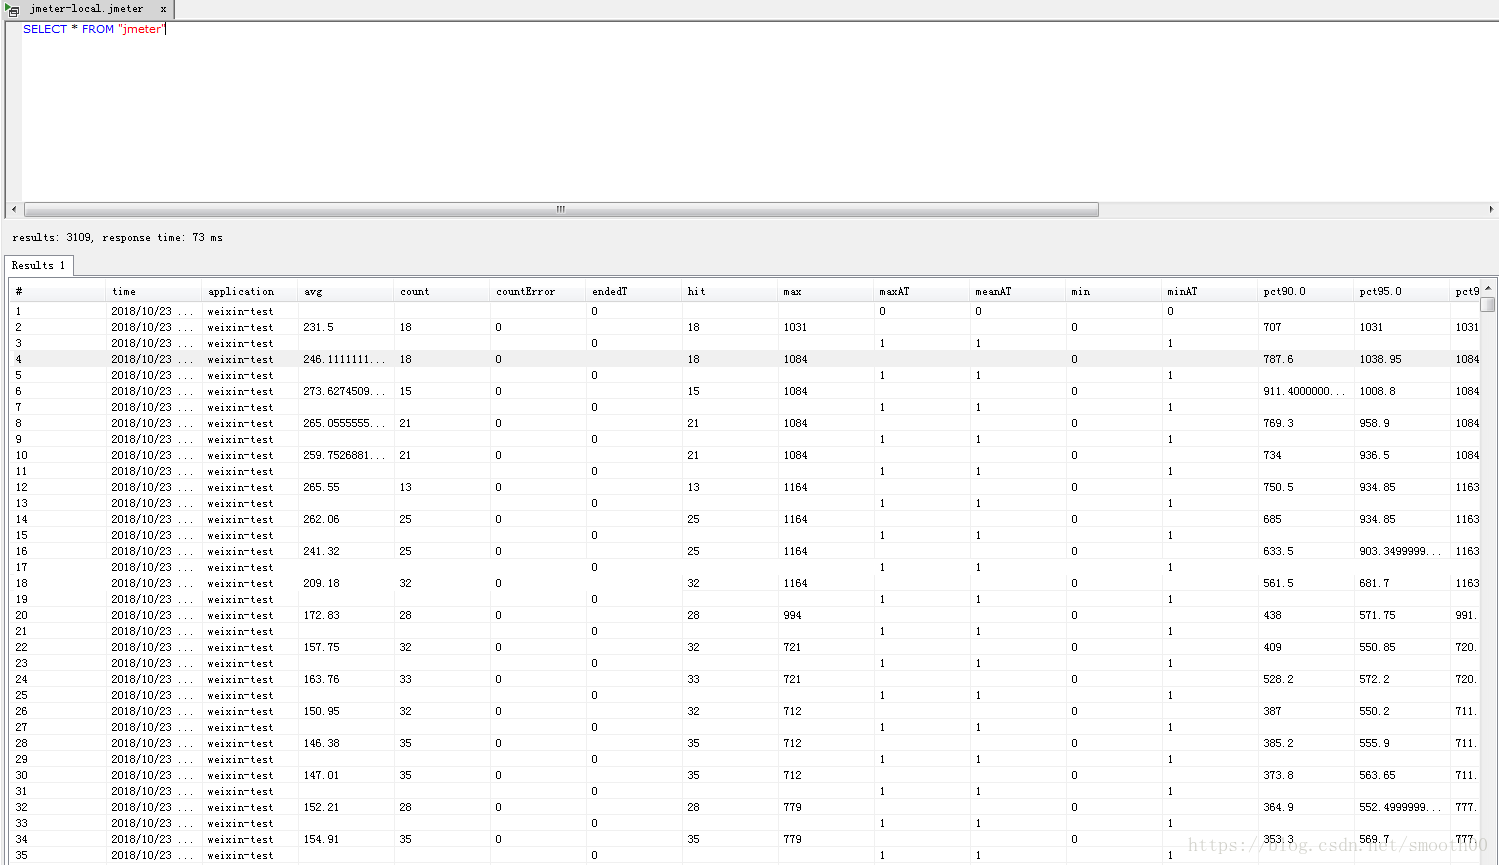 jmeter-local.jmeter x
SELECT * FROM "jmeter"
results: 3109, response time: 73 ms
Results 1
# time application avg count countError endedT hit max maxAT meanAT min minAT pct90.0 pct95.0 pct9
1 2018/10/23 ... weixin-test 0 0 0 0
2 2018/10/23 ... weixin-test 231.5 18 0 18 1031 0 707 1031 1031
3 2018/10/23 ... weixin-test 0 1 1 1
4 2018/10/23 ... weixin-test 246.1111111... 18 0 18 1084 0 787.6 1038.95 1084
5 2018/10/23 ... weixin-test 0 1 1 1
6 2018/10/23 ... weixin-test 273.6274509... 15 0 15 1084 0 911.4000000... 1008.8 1084
7 2018/10/23 ... weixin-test 0 1 1 1
8 2018/10/23 ... weixin-test 265.0555555... 21 0 21 1084 0 769.3 958.9 1084
9 2018/10/23 ... weixin-test 0 1 1 1
10 2018/10/23 ... weixin-test 259.7526881... 21 0 21 1084 0 734 936.5 1084
11 2018/10/23 ... weixin-test 0 1 1 1
12 2018/10/23 ... weixin-test 265.55 13 0 13 1164 0 750.5 934.85 1163
13 2018/10/23 ... weixin-test 0 1 1 1
14 2018/10/23 ... weixin-test 262.06 25 0 25 1164 0 685 934.85 1163
15 2018/10/23 ... weixin-test 0 1 1 1
16 2018/10/23 ... weixin-test 241.32 25 0 25 1164 0 633.5 903.3499999... 1163
17 2018/10/23 ... weixin-test 0 1 1 1
18 2018/10/23 ... weixin-test 209.18 32 0 32 1164 0 561.5 681.7 1163
19 2018/10/23 ... weixin-test 0 1 1 1
20 2018/10/23 ... weixin-test 172.83 28 0 28 994 0 438 571.75 991.
21 2018/10/23 ... weixin-test 0 1 1 1
22 2018/10/23 ... weixin-test 157.75 32 0 32 721 0 409 550.85 720.
23 2018/10/23 ... weixin-test 0 1 1 1
24 2018/10/23 ... weixin-test 163.76 33 0 33 721 0 528.2 572.2 720.
25 2018/10/23 ... weixin-test 0 1 1 1
26 2018/10/23 ... weixin-test 150.95 32 0 32 712 0 387 550.2 711.
27 2018/10/23 ... weixin-test 0 1 1 1
28 2018/10/23 ... weixin-test 146.38 35 0 35 712 0 385.2 555.9 711.
29 2018/10/23 ... weixin-test 0 1 1 1
30 2018/10/23 ... weixin-test 147.01 35 0 35 712 0 373.8 563.65 711.
31 2018/10/23 ... weixin-test 0 1 1 1
32 2018/10/23 ... weixin-test 152.21 28 0 28 779 0 364.9 552.4999999... 777.
33 2018/10/23 ... weixin-test 0 1 1 1
34 2018/10/23 ... weixin-test 154.91 35 0 35 779 0 353.3 569.7 777.
35 2018/10/23 ... weixin-test 0 1 1 1
https://blog.csdn.net/smooth00